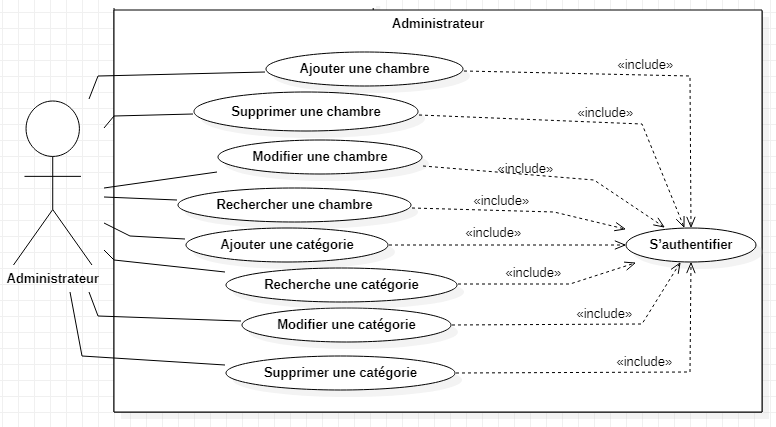 Administrateur
Ajouter une chambre
«include»
Supprimer une chambre
«include»
Modifier une chambre
«include»
Rechercher une chambre
«include»
Ajouter une catégorie
«include»
S'authentifier
Recherche une catégorie
«include»
Administrateur
Modifier une catégorie
«include»
Supprimer une catégorie
«include»